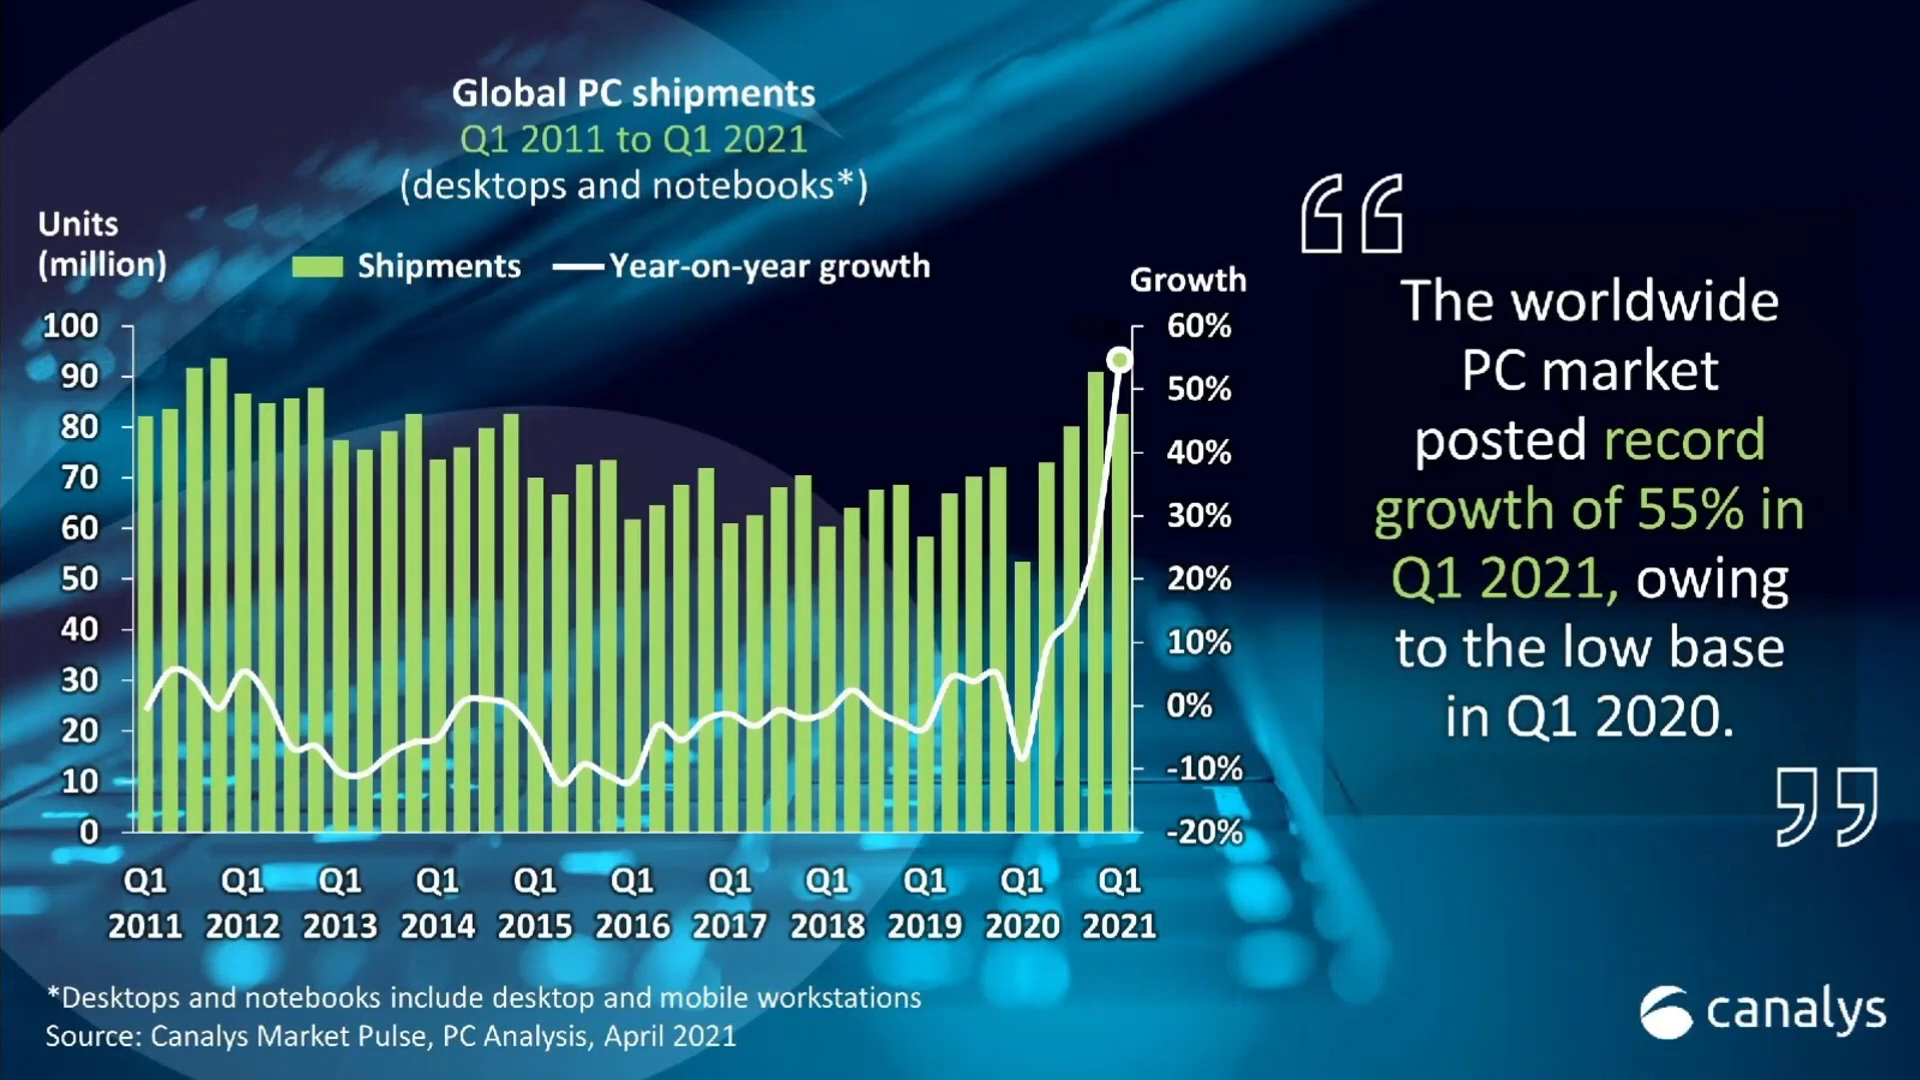 Global PC shipments
Q1 2011 to Q1 2021
(desktops and notebooks*)
Units
(million)
Shipments
Year-on-year growth
Growth
100
90
80
70
60
50
40
30
20
10
0
60%
50%
40%
30%
20%
10%
0%
-10%
-20%
Q1 Q1 Q1 Q1 Q1 Q1 Q1 Q1 Q1 Q1 Q1
2011 2012 2013 2014 2015 2016 2017 2018 2019 2020 2021
*Desktops and notebooks include desktop and mobile workstations
Source: Canalys Market Pulse, PC Analysis, April 2021
“
The worldwide
PC market
posted record
growth of 55% in
Q1 2021, owing
to the low base
in Q1 2020.
”
canalys